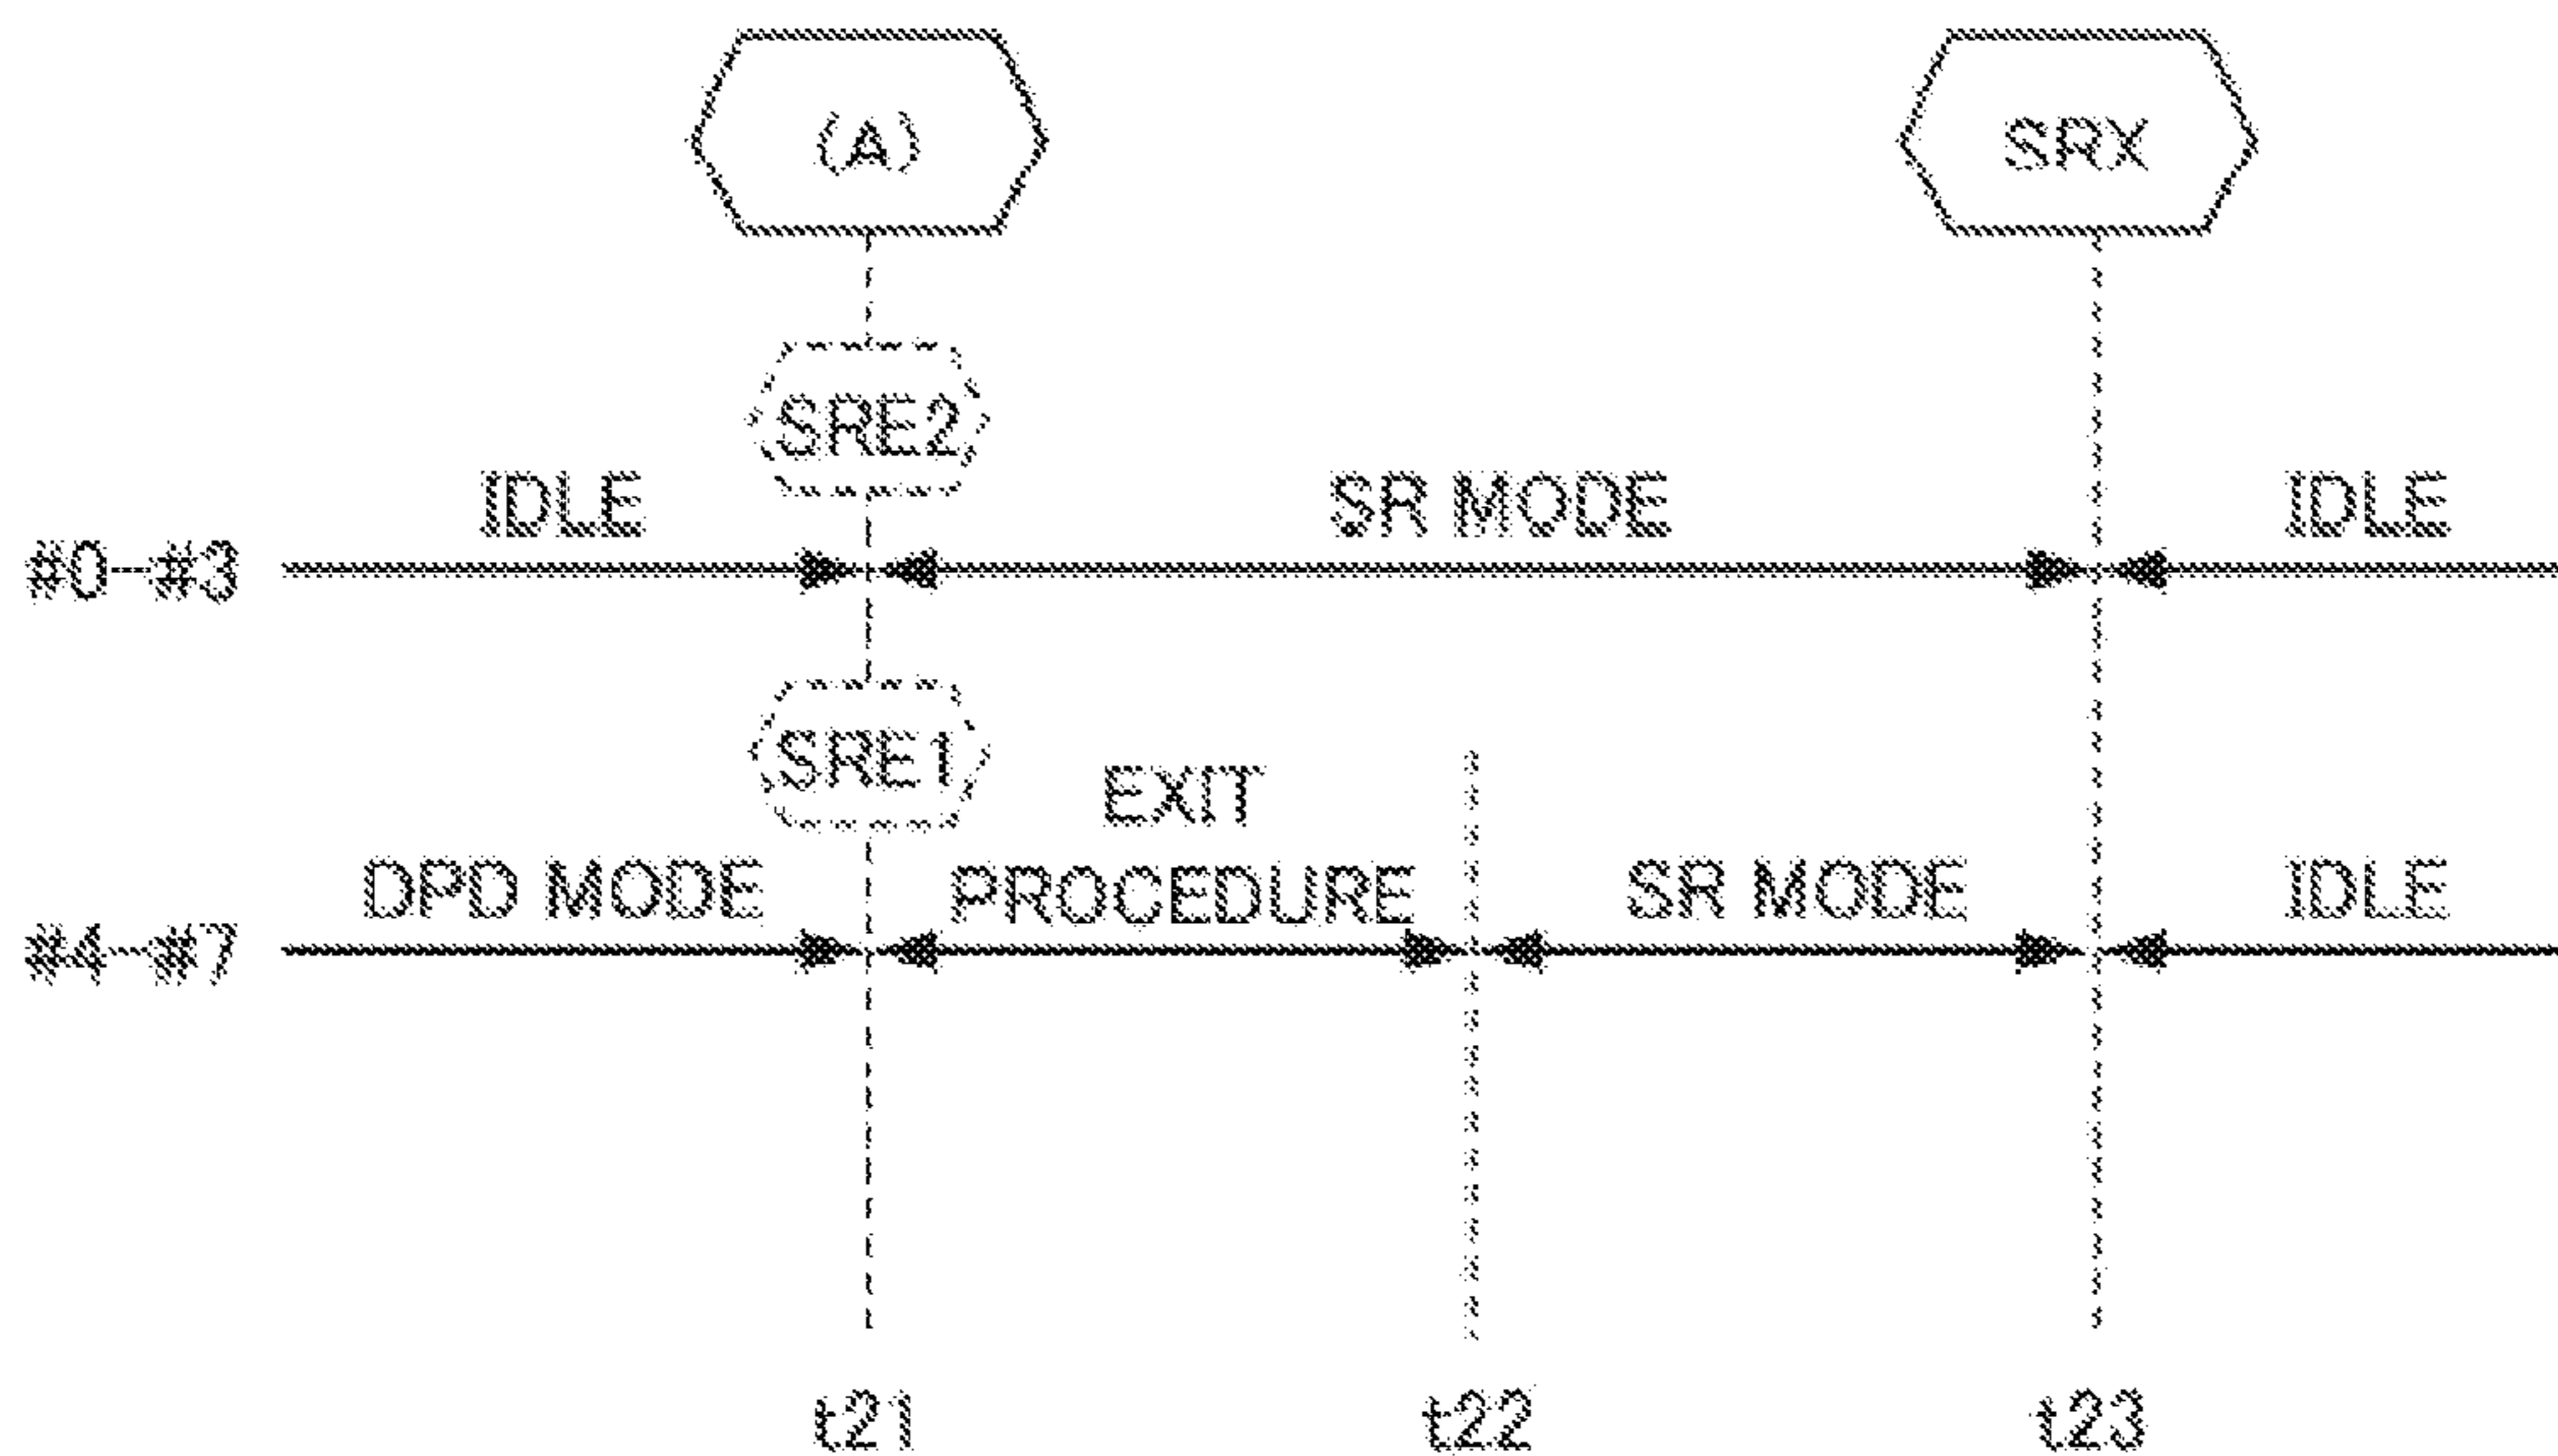 (A) SRX
SRE2
IDLE SR MODE IDLE
#0-#3
SRE1
EXIT
DPD MODE PROCEDURE SR MODE IDLE
#4-#7
t21 t22 t23